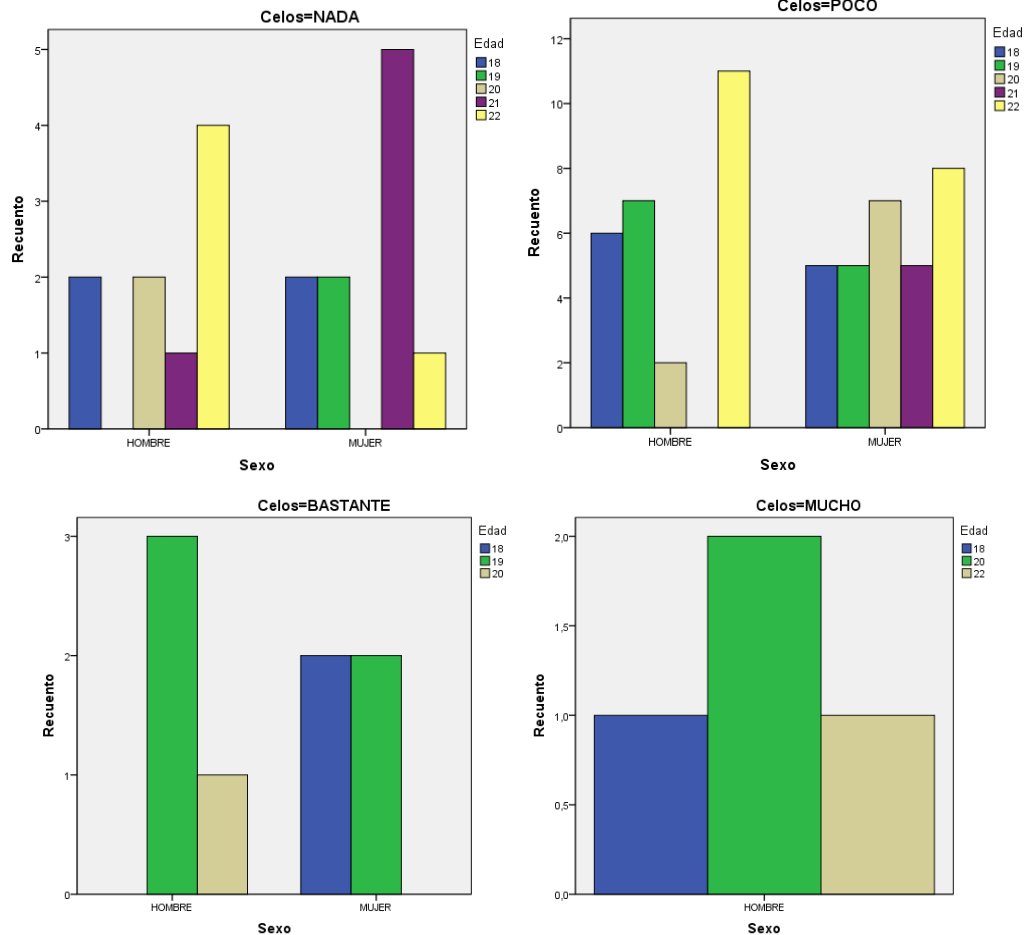 Celos=NADA
Edad
18
19
20
21
22
Recuento
5
4
3
2
1
0
HOMBRE
MUJER
Sexo
Celos=POCO
Edad
18
19
20
21
22
Recuento
12
10
8
6
4
2
0
HOMBRE
MUJER
Sexo
Celos=BASTANTE
Edad
18
19
20
Recuento
3
2
1
0
HOMBRE
MUJER
Sexo
Celos=MUCHO
Edad
18
20
22
Recuento
2,0
1,5
1,0
0,5
0,0
HOMBRE
Sexo